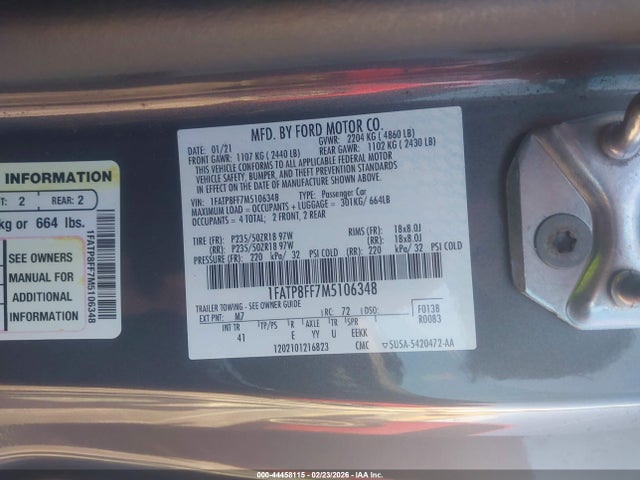 MFD. BY FORD MOTOR CO.
DATE: 01/21 GVWR: 2204 KG ( 4860 LB)
FRONT GAWR: 1107 KG ( 2440 LB) REAR GAWR: 1102 KG ( 2430 LB)
THIS VEHICLE CONFORMS TO ALL APPLICABLE FEDERAL MOTOR
VEHICLE SAFETY, BUMPER, AND THEFT PREVENTION STANDARDS
IN EFFECT ON THE DATE OF MANUFACTURE SHOWN ABOVE.
VIN: 1FATP8FF7M5106348 TYPE: Passenger Car
MAXIMUM LOAD = OCCUPANTS + LUGGAGE = 301KG/ 664LB
OCCUPANTS = 4 TOTAL; 2 FRONT, 2 REAR
TIRE (FR): P235/50ZR18 97W RIMS (FR): 18x8.0J
(RR): P235/50ZR18 97W (RR): 18x8.0J
PRESSURE (FR): 220 kPa/ 32 PSI COLD (RR): 220 kPa/ 32 PSI COLD
1FATP8FF7M5106348
TRAILER TOWING - SEE OWNER GUIDE
EXT PNT: M7 RC: 72 DSO: F0138
R0083
INT TR TP/PS R AXLE TR SPR
41 E YY U EEKK
1202101216823 CMC SU5A-5420472-AA
INFORMATION
T: 2 REAR: 2
kg or 664 lbs.
SEE OWNERS
MANUAL FOR
ADDITIONAL
INFORMATION
1FATP8FF7M5106348
000-44458115 - 02/23/2026 - IAA Inc.